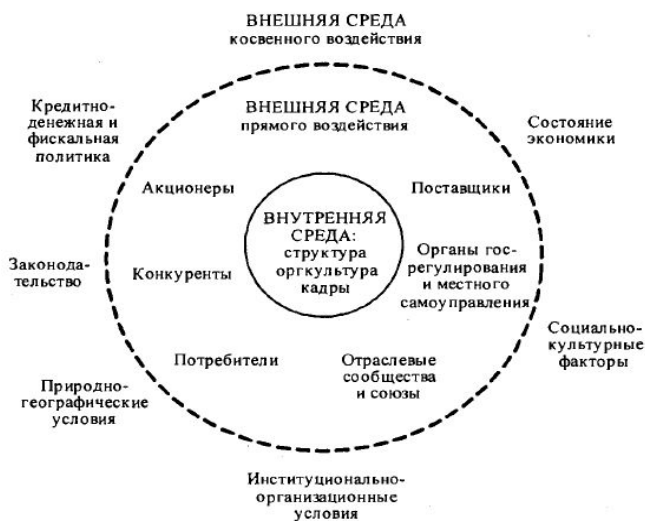 ВНЕШНЯЯ СРЕДА
косвенного воздействия
Кредитно-
денежная и
фискальная
политика
ВНЕШНЯЯ СРЕДА
прямого воздействия
Состояние
экономики
Акционеры
Поставщики
ВНУТРЕННЯЯ
СРЕДА:
структура
оргкультура
кадры
Законода-
тельство
Конкуренты
Органы гос-
регулирования
и местного
самоуправления
Социально-
культурные
факторы
Потребители
Отраслевые
сообщества
и союзы
Природно-
географические
условия
Институционально-
организационные
условия